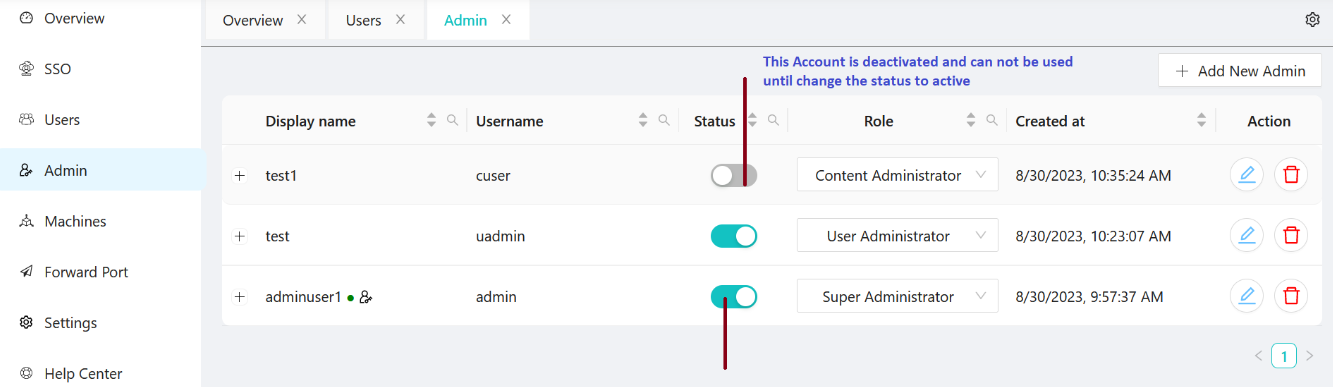 Overview
SSO
Users
Admin
Machines
Forward Port
Settings
Help Center
Overview
Users
Admin
This Account is deactivated and can not be used
until change the status to active
Add New Admin
Display name Username Status Role Created at Action
test1 cuser Content Administrator 8/30/2023, 10:35:24 AM
test uadmin User Administrator 8/30/2023, 10:23:07 AM
adminuser1 admin Super Administrator 8/30/2023, 9:57:37 AM
1